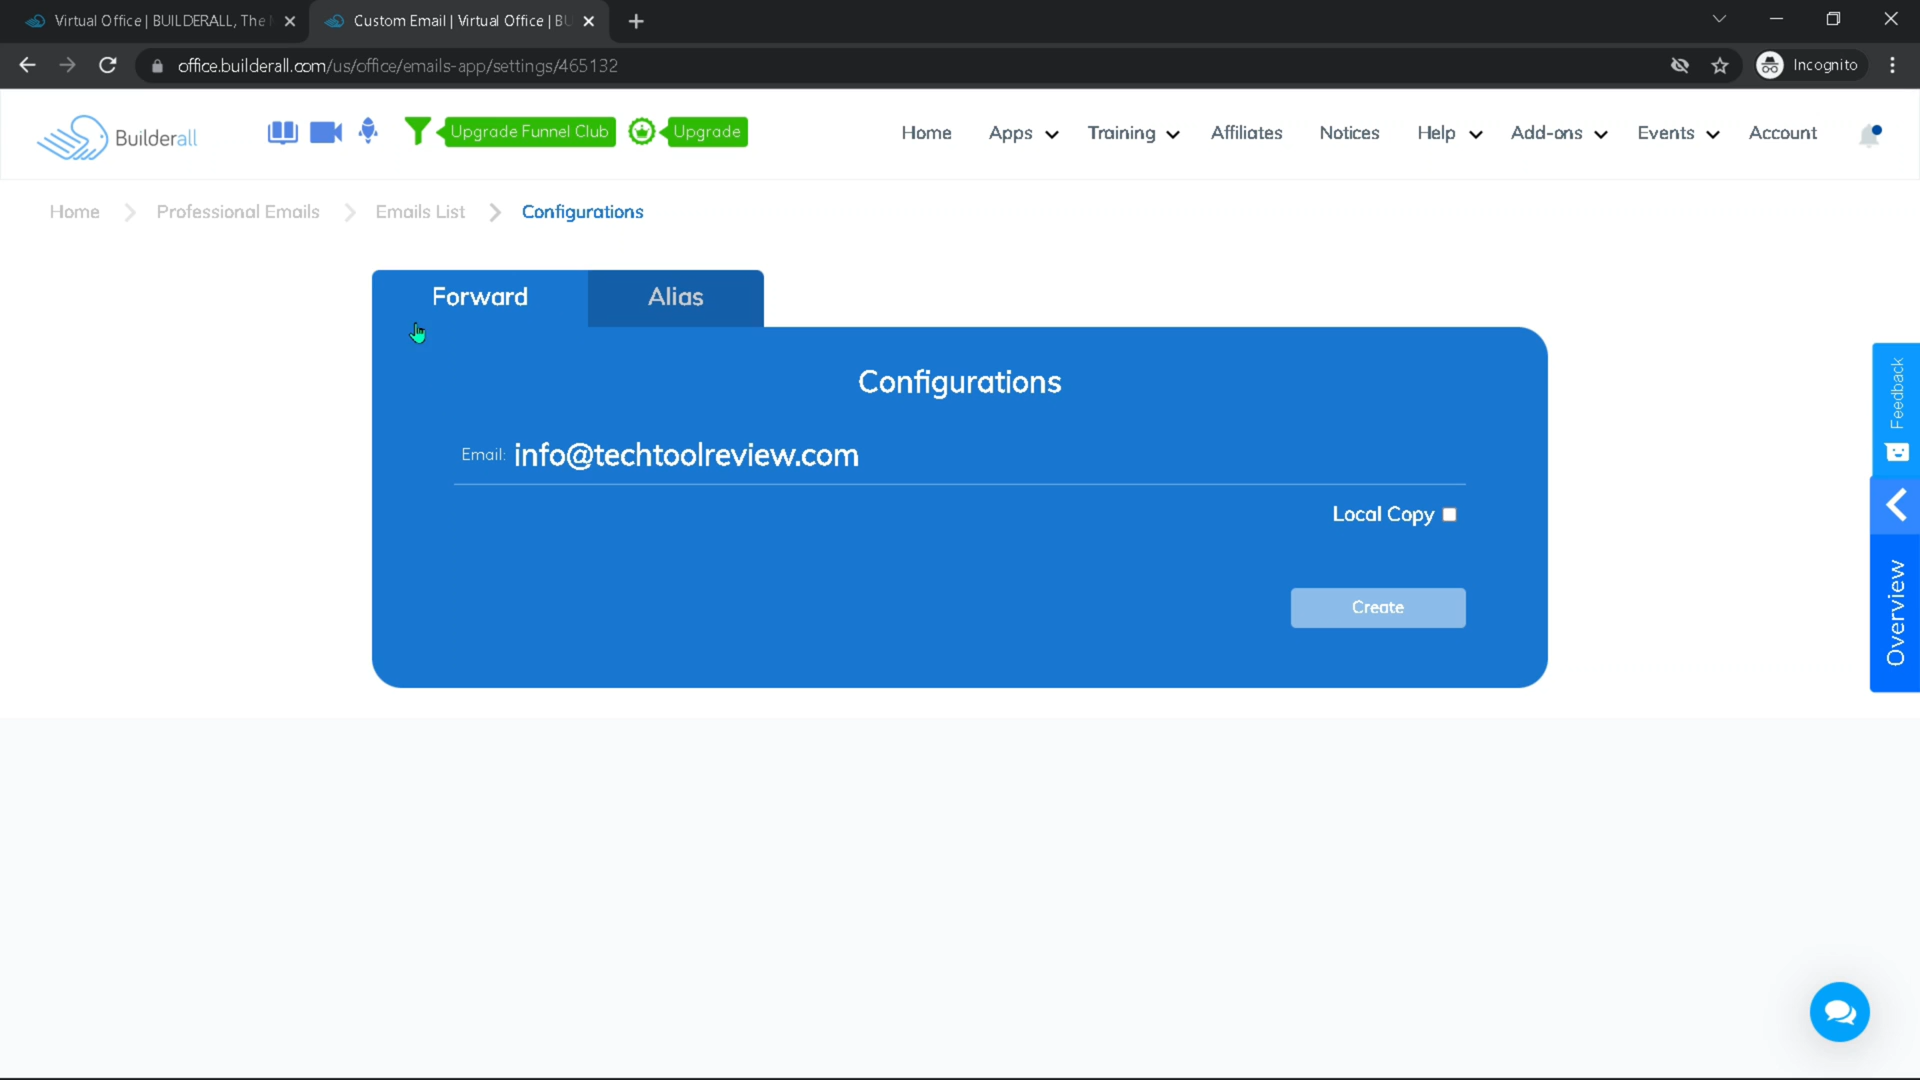 Virtual Office | BUILDERALL, The
Custom Email | Virtual Office | BU
office.builderall.com/us/office/emails-app/settings/465132
Incognito
Builderall
Upgrade Funnel Club
Upgrade
Home
Apps
Training
Affiliates
Notices
Help
Add-ons
Events
Account
Home
Professional Emails
Emails List
Configurations
Forward
Alias
Configurations
Email: info@techtoolreview.com
Local Copy
Create
Feedback
Overview